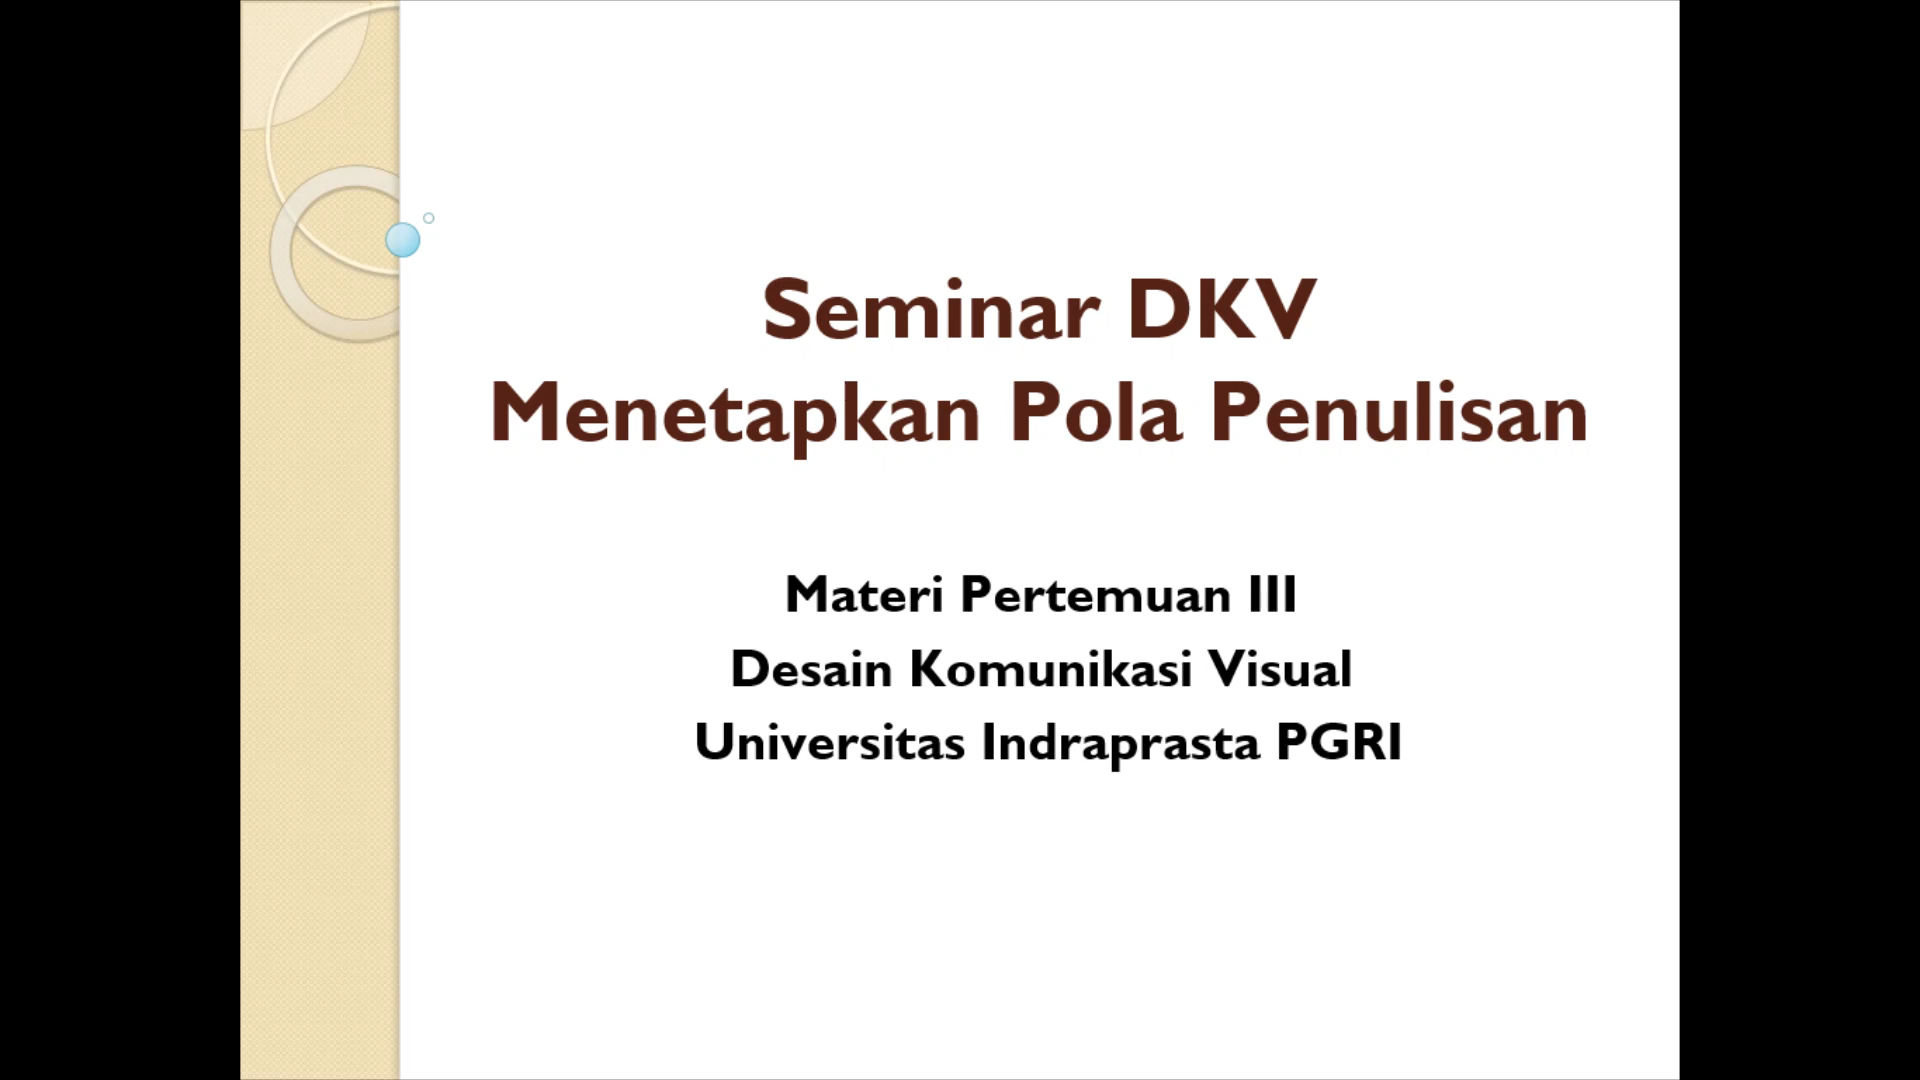 Seminar DKV
Menetapkan Pola Penulisan
Materi Pertemuan III
Desain Komunikasi Visual
Universitas Indraprasta PGRI